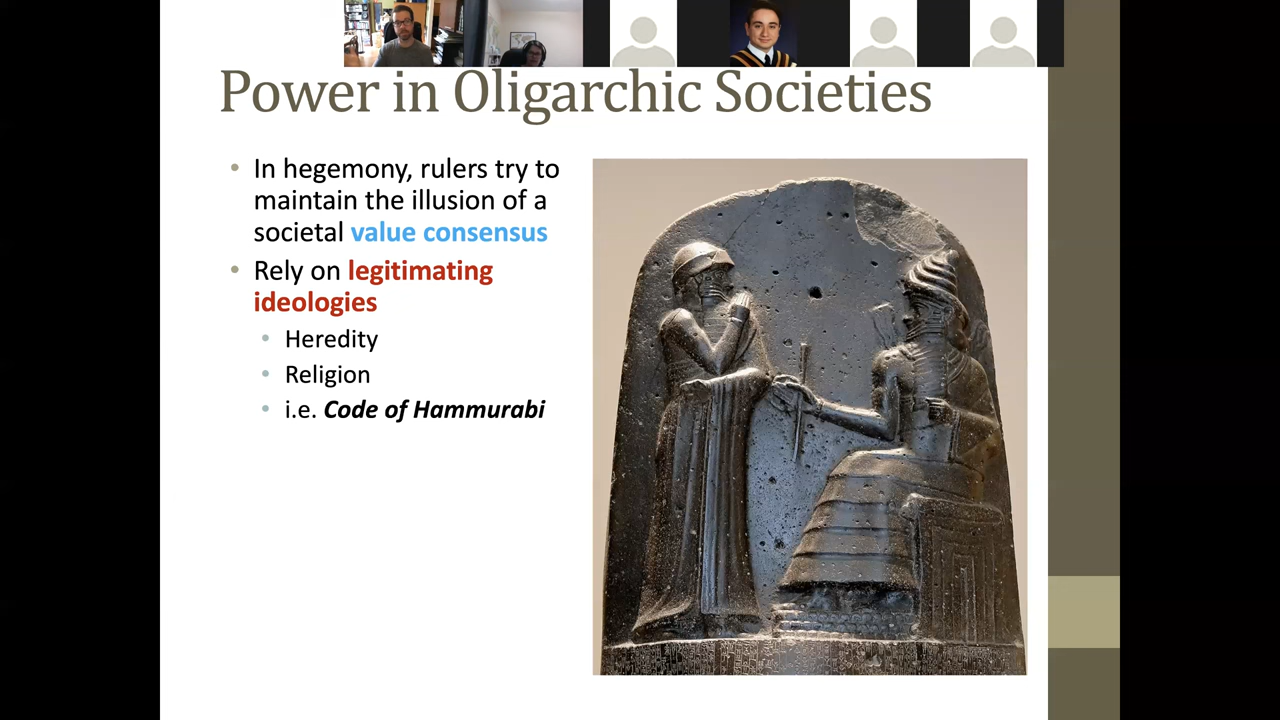 Power in Oligarchic Societies
• In hegemony, rulers try to
maintain the illusion of a
societal value consensus
• Rely on legitimating
ideologies
• Heredity
• Religion
• i.e. Code of Hammurabi